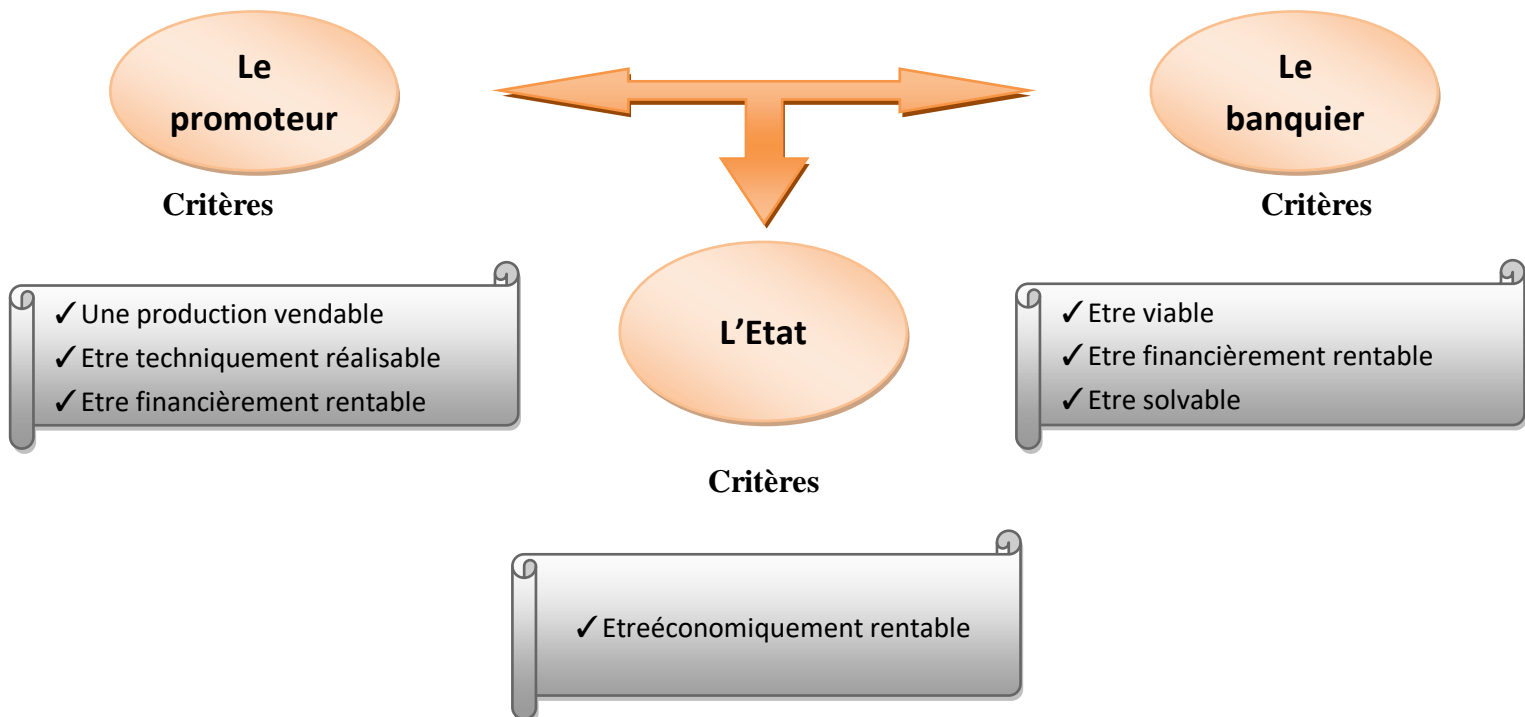 Le
promoteur
Critères
✓Une production vendable
✓Etre techniquement réalisable
✓Etre financièrement rentable
L’Etat
Critères
✓Etreéconomiquement rentable
Le
banquier
Critères
✓Etre viable
✓Etre financièrement rentable
✓Etre solvable